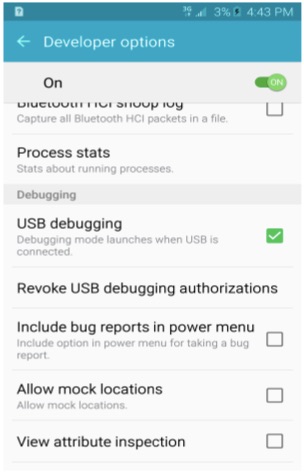 3G 3% 4:43 PM
Developer options
On ON
Bluetooth HCI snoop log
Capture all Bluetooth HCI packets in a file.
Process stats
Stats about running processes.
Debugging
USB debugging
Debugging mode launches when USB is
connected.
Revoke USB debugging authorizations
Include bug reports in power menu
Include option in power menu for taking a bug
report.
Allow mock locations
Allow mock locations.
View attribute inspection